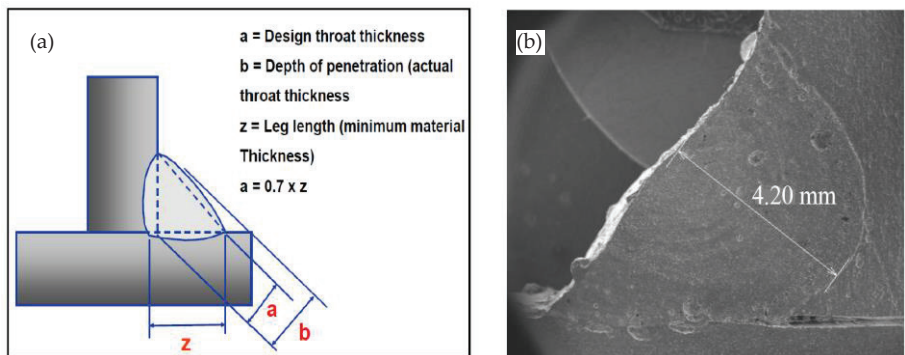 (a)
a = Design throat thickness
b = Depth of penetration (actual
throat thickness
z = Leg length (minimum material
Thickness)
a = 0.7 x z
a
b
z
(b)
4.20 mm